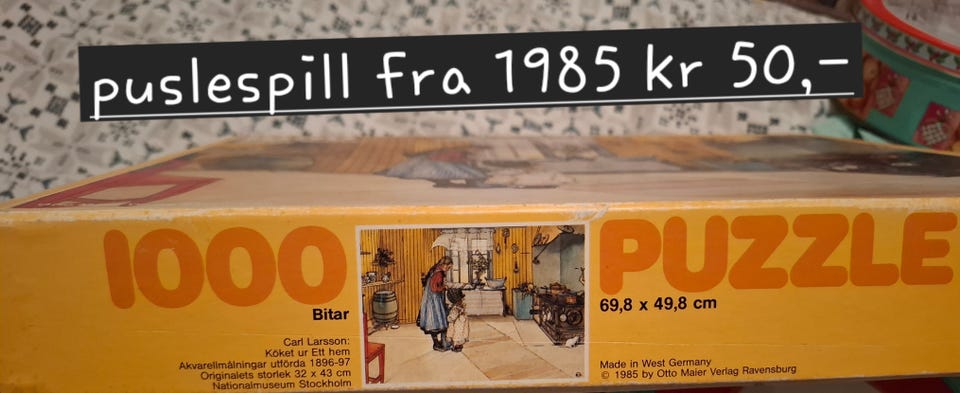 puslespill fra 1985 kr 50,-
1000
PUZZLE
Bitar
69,8 x 49,8 cm
Carl Larsson:
Köket ur Ett hem
Akvarellmålningar utförda 1896-97
Originalets storlek 32 x 43 cm
Nationalmuseum Stockholm
Made in West Germany
© 1985 by Otto Maier Verlag Ravensburg